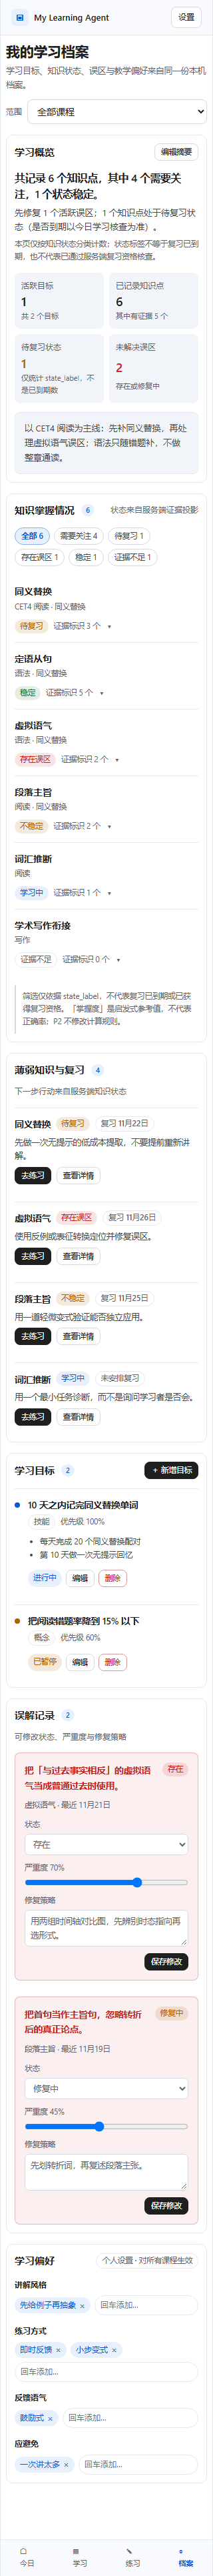 My Learning Agent
设置
我的学习档案
学习目标、知识状态、误区与教学偏好来自同一份本机
档案。
范围
全部课程
学习概览
编辑摘要
共记录 6 个知识点，其中 4 个需要关
注，1 个状态稳定。
先修复 1 个活跃误区；1 个知识点处于待复习状
态（是否到期以今日学习核查为准）。
本页仅按知识状态分类计数；状态标签不等于复习已到
期，也不代表已通过服务端复习资格核查。
活跃目标
1
共 2 个目标
已记录知识点
6
其中有证据 5 个
待复习状态
1
仅统计 state_label，不
是已到期数
未解决误区
2
存在或修复中
以 CET4 阅读为主线：先补同义替换，再处
理虚拟语气误区；语法只随错题补，不做
整章通读。
知识掌握情况 6
状态来自服务端证据投影
全部 6
需要关注 4
待复习 1
存在误区 1
稳定 1
证据不足 1
同义替换
CET4 阅读 · 同义替换
待复习 证据标识 3 个 ▾
定语从句
语法 · 同义替换
稳定 证据标识 5 个 ▾
虚拟语气
语法 · 同义替换
存在误区 证据标识 2 个 ▾
段落主旨
阅读 · 同义替换
不稳定 证据标识 2 个 ▾
词汇推断
阅读
学习中 证据标识 1 个 ▾
学术写作衔接
写作
证据不足 证据标识 0 个 ▾
筛选仅依据 state_label，不代表复习已到期或已获
得复习资格。「掌握度」是启发式参考值，不代表
正确率；P2 不修改计算规则。
薄弱知识与复习 4
下一步行动来自服务端知识状态
同义替换 待复习 复习 11月22日
先做一次无提示的低成本提取，不要提前重新讲
解。
去练习 查看详情
虚拟语气 存在误区 复习 11月26日
使用反例或表征转换定位并修复误区。
去练习 查看详情
段落主旨 不稳定 复习 11月25日
用一道轻微变式验证能否独立应用。
去练习 查看详情
词汇推断 学习中 未安排复习
用一个最小任务诊断，而不是询问学习者是否会。
去练习 查看详情
学习目标 2
＋ 新增目标
10 天之内记完同义替换单词
技能 优先级 100%
每天完成 20 个同义替换配对
第 10 天做一次无提示回忆
进行中 编辑 删除
把阅读错题率降到 15% 以下
概念 优先级 60%
已暂停 编辑 删除
误解记录 2
可修改状态、严重度与修复策略
把「与过去事实相反」的虚拟语
气当成普通过去时使用。
存在
虚拟语气 · 最近 11月21日
状态
存在
严重度 70%
修复策略
用两组时间轴对比图，先辨别时态指向再
选形式。
保存修改
把首句当作主旨句，忽略转折
后的真正论点。
修复中
段落主旨 · 最近 11月19日
状态
修复中
严重度 45%
修复策略
先划转折词，再复述段落主张。
保存修改
学习偏好
个人设置 · 对所有课程生效
讲解风格
先给例子再抽象 × 回车添加...
练习方式
即时反馈 × 小步变式 ×
回车添加...
反馈语气
鼓励式 × 回车添加...
应避免
一次讲太多 × 回车添加...
今日
学习
练习
档案